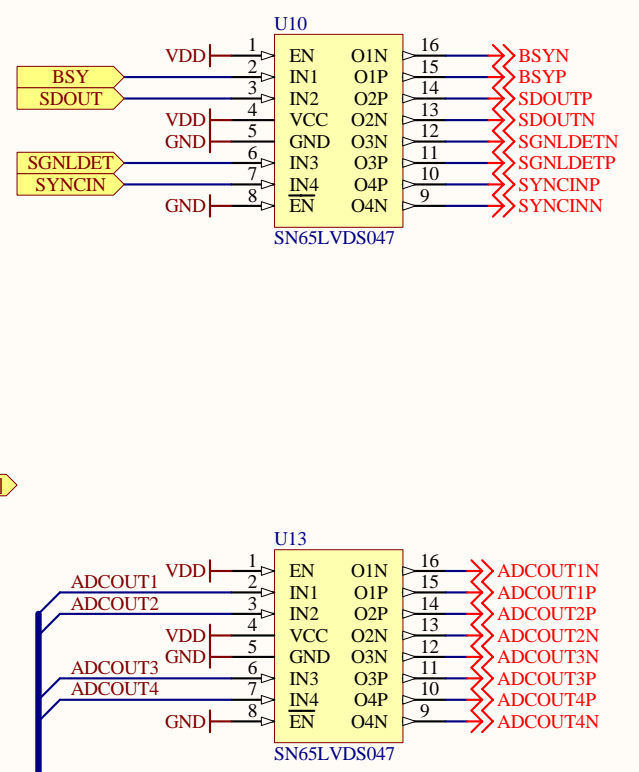 U10
VDD 1 EN O1N 16 BSYN
BSY 2 IN1 O1P 15 BSYP
SDOUT 3 IN2 O2P 14 SDOUTP
VDD 4 VCC O2N 13 SDOUTN
GND 5 GND O3N 12 SGNLDETN
SGNLDET 6 IN3 O3P 11 SGNLDETP
SYNCIN 7 IN4 O4P 10 SYNCINP
GND 8 EN O4N 9 SYNCINN
SN65LVDS047
U13
VDD 1 EN O1N 16 ADCOUT1N
ADCOUT1 2 IN1 O1P 15 ADCOUT1P
ADCOUT2 3 IN2 O2P 14 ADCOUT2P
VDD 4 VCC O2N 13 ADCOUT2N
GND 5 GND O3N 12 ADCOUT3N
ADCOUT3 6 IN3 O3P 11 ADCOUT3P
ADCOUT4 7 IN4 O4P 10 ADCOUT4P
GND 8 EN O4N 9 ADCOUT4N
SN65LVDS047